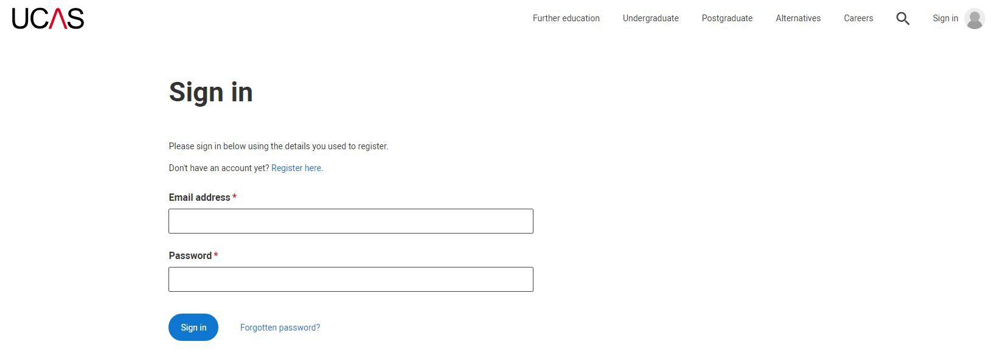 UCAS
Further education Undergraduate Postgraduate Alternatives Careers Sign in
Sign in
Please sign in below using the details you used to register.
Don't have an account yet? Register here.
Email address *
Password *
Sign in Forgotten password?